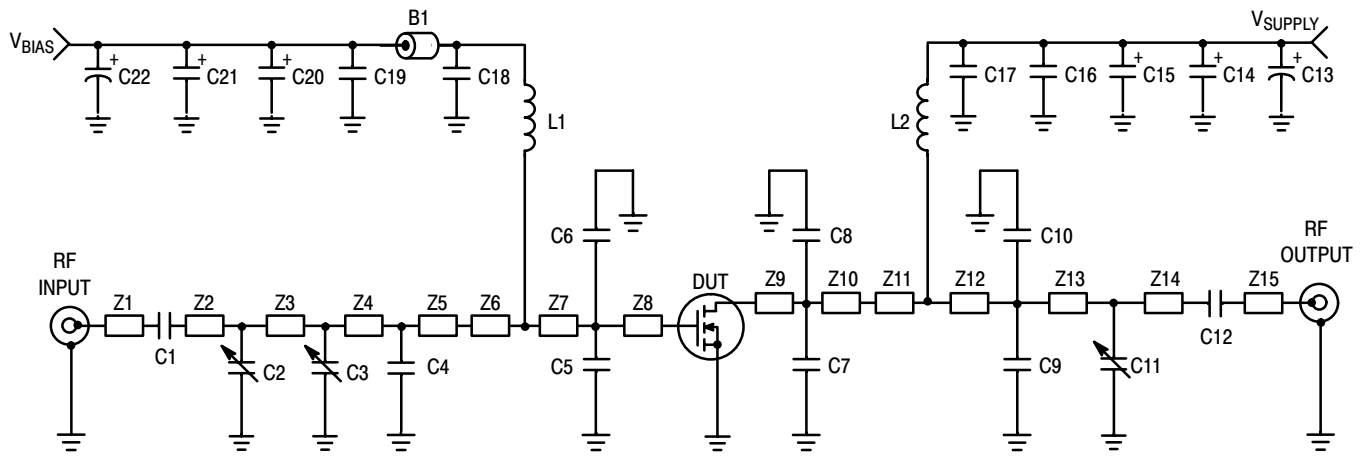 B1
V_BIAS
V_SUPPLY
+ C22
+ C21
+ C20
C19
C18
C17
C16
+ C15
+ C14
+ C13
L1
L2
C6
C8
C10
RF
INPUT
RF
OUTPUT
DUT
Z1
Z2
Z3
Z4
Z5
Z6
Z7
Z8
Z9
Z10
Z11
Z12
Z13
Z14
Z15
C1
C2
C3
C4
C5
C7
C9
C11
C12